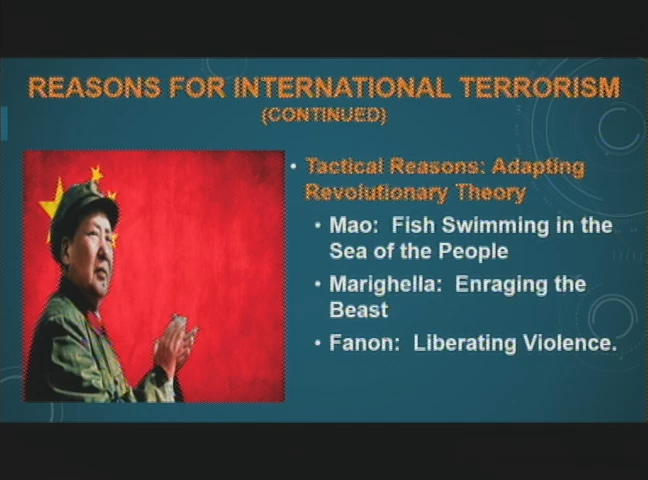 REASONS FOR INTERNATIONAL TERRORISM
(CONTINUED)
• Tactical Reasons: Adapting
Revolutionary Theory
• Mao: Fish Swimming in the
Sea of the People
• Marighella: Enraging the
Beast
• Fanon: Liberating Violence.